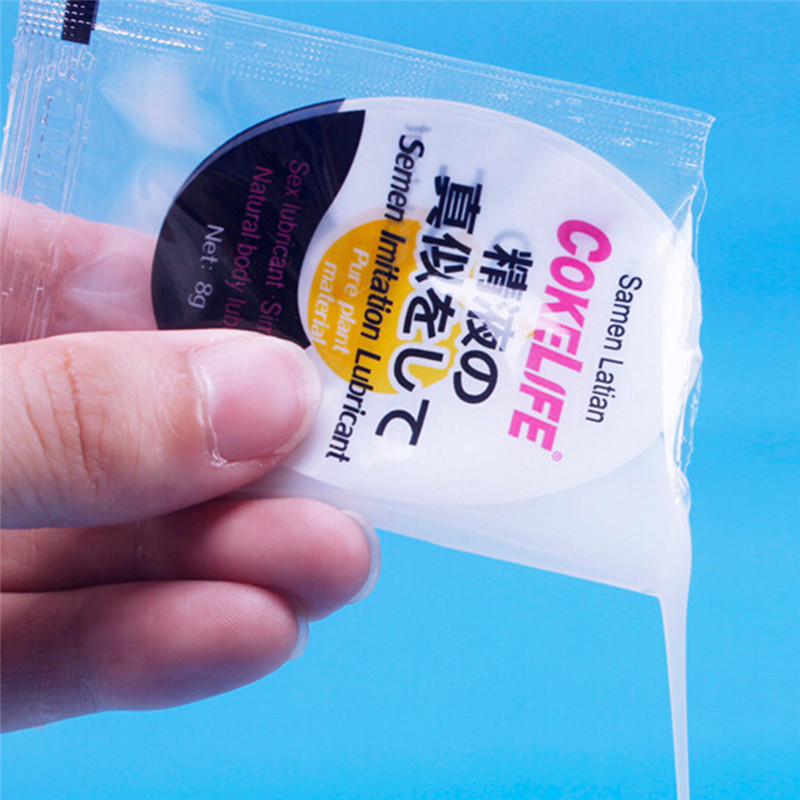 Samen Latian
COKELIFE®
精液の
真似をして
Semen Imitation Lubricant
Pure plant
material
Sex lubricant
Natural body lub
Net: 8g